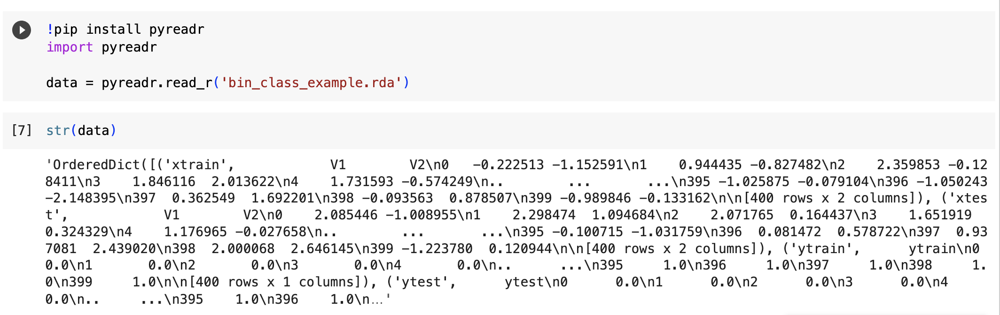 !pip install pyreadr
import pyreadr
data = pyreadr.read_r('bin_class_example.rda')
[7] str(data)
'OrderedDict([('xtrain',            V1        V2\n0   -0.222513 -1.152591\n1    0.944435 -0.827482\n2    2.359853 -0.12
8411\n3    1.846116  2.013622\n4    1.731593 -0.574249\n..        ...       ...\n395 -1.025875 -0.079104\n396 -1.050243
-2.148395\n397  0.362549  1.692201\n398 -0.093563  0.878507\n399 -0.989846 -0.133162\n\n[400 rows x 2 columns]), ('xtes
t',            V1        V2\n0    2.085446 -1.008955\n1    2.298474  1.094684\n2    2.071765  0.164437\n3    1.651919
0.324329\n4    1.176965 -0.027658\n..        ...       ...\n395 -0.100715 -1.031759\n396  0.081472  0.578722\n397  0.93
7081  2.439020\n398  2.000068  2.646145\n399 -1.223780  0.120944\n\n[400 rows x 2 columns]), ('ytrain',      ytrain\n0
0.0\n1       0.0\n2       0.0\n3       0.0\n4       0.0\n..      ...\n395     1.0\n396     1.0\n397     1.0\n398     1.
0\n399     1.0\n\n[400 rows x 1 columns]), ('ytest',      ytest\n0      0.0\n1      0.0\n2      0.0\n3      0.0\n4
0.0\n..     ...\n395    1.0\n396    1.0\n...'